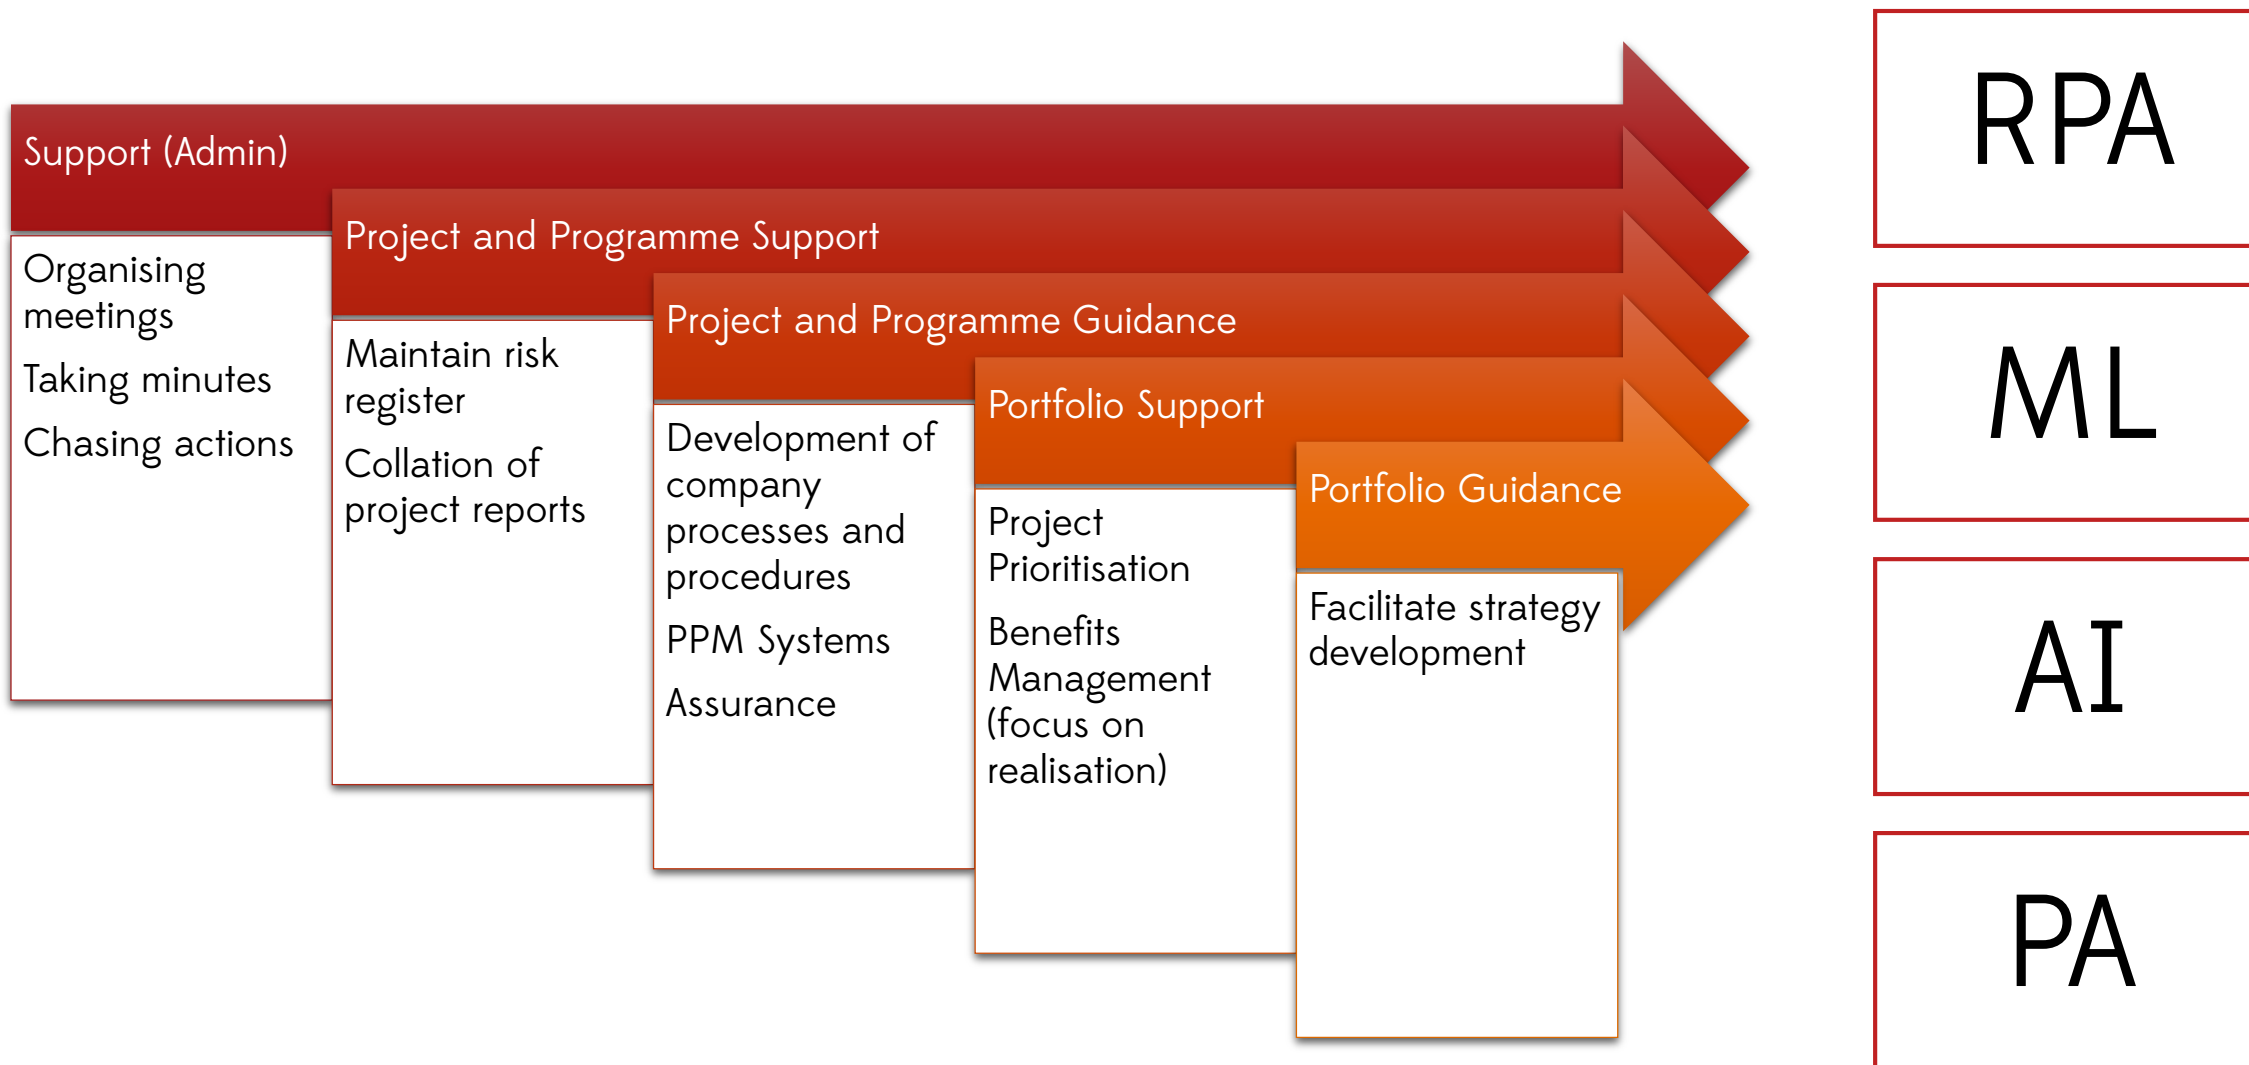 Support (Admin)
Organising
meetings
Taking minutes
Chasing actions
Project and Programme Support
Maintain risk
register
Collation of
project reports
Project and Programme Guidance
Development of
company
processes and
procedures
PPM Systems
Assurance
Portfolio Support
Project
Prioritisation
Benefits
Management
(focus on
realisation)
Portfolio Guidance
Facilitate strategy
development
RPA
ML
AI
PA